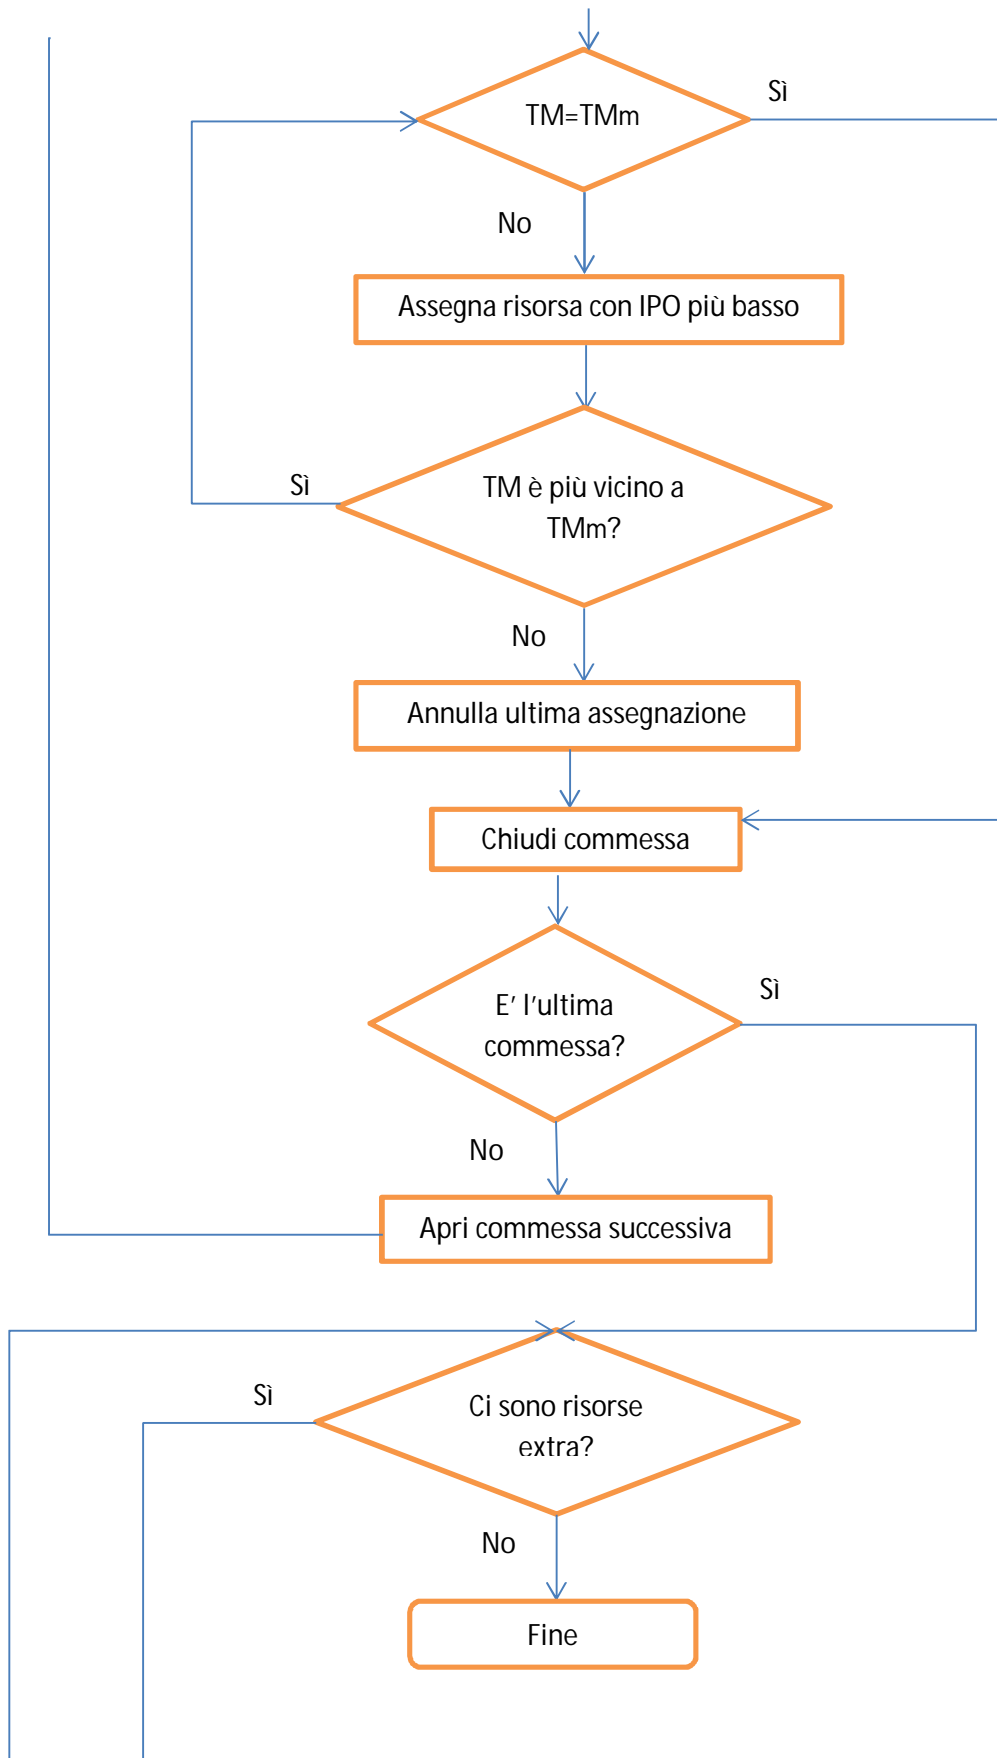 Sì
TM=TMm
No
Assegna risorsa con IPO più basso
Sì
TM è più vicino a
TMm?
No
Annulla ultima assegnazione
Chiudi commessa
Sì
E' l'ultima
commessa?
No
Apri commessa successiva
Sì
Ci sono risorse
extra?
No
Fine